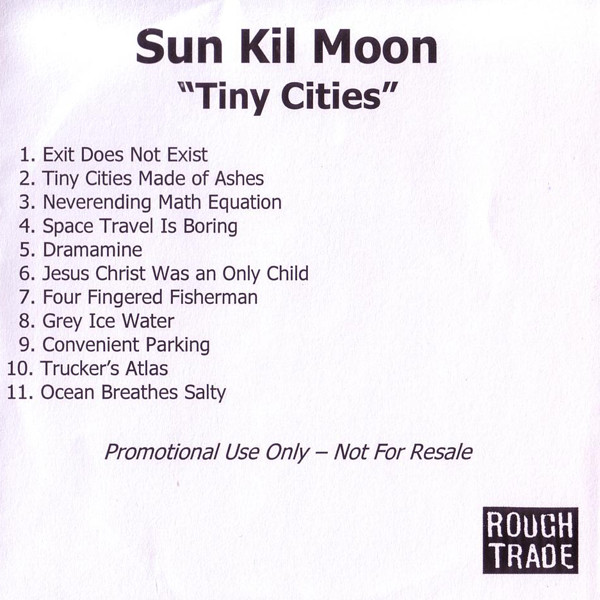 Sun Kil Moon
“Tiny Cities”
1. Exit Does Not Exist
2. Tiny Cities Made of Ashes
3. Neverending Math Equation
4. Space Travel Is Boring
5. Dramamine
6. Jesus Christ Was an Only Child
7. Four Fingered Fisherman
8. Grey Ice Water
9. Convenient Parking
10. Trucker’s Atlas
11. Ocean Breathes Salty
Promotional Use Only – Not For Resale
ROUGH
TRADE